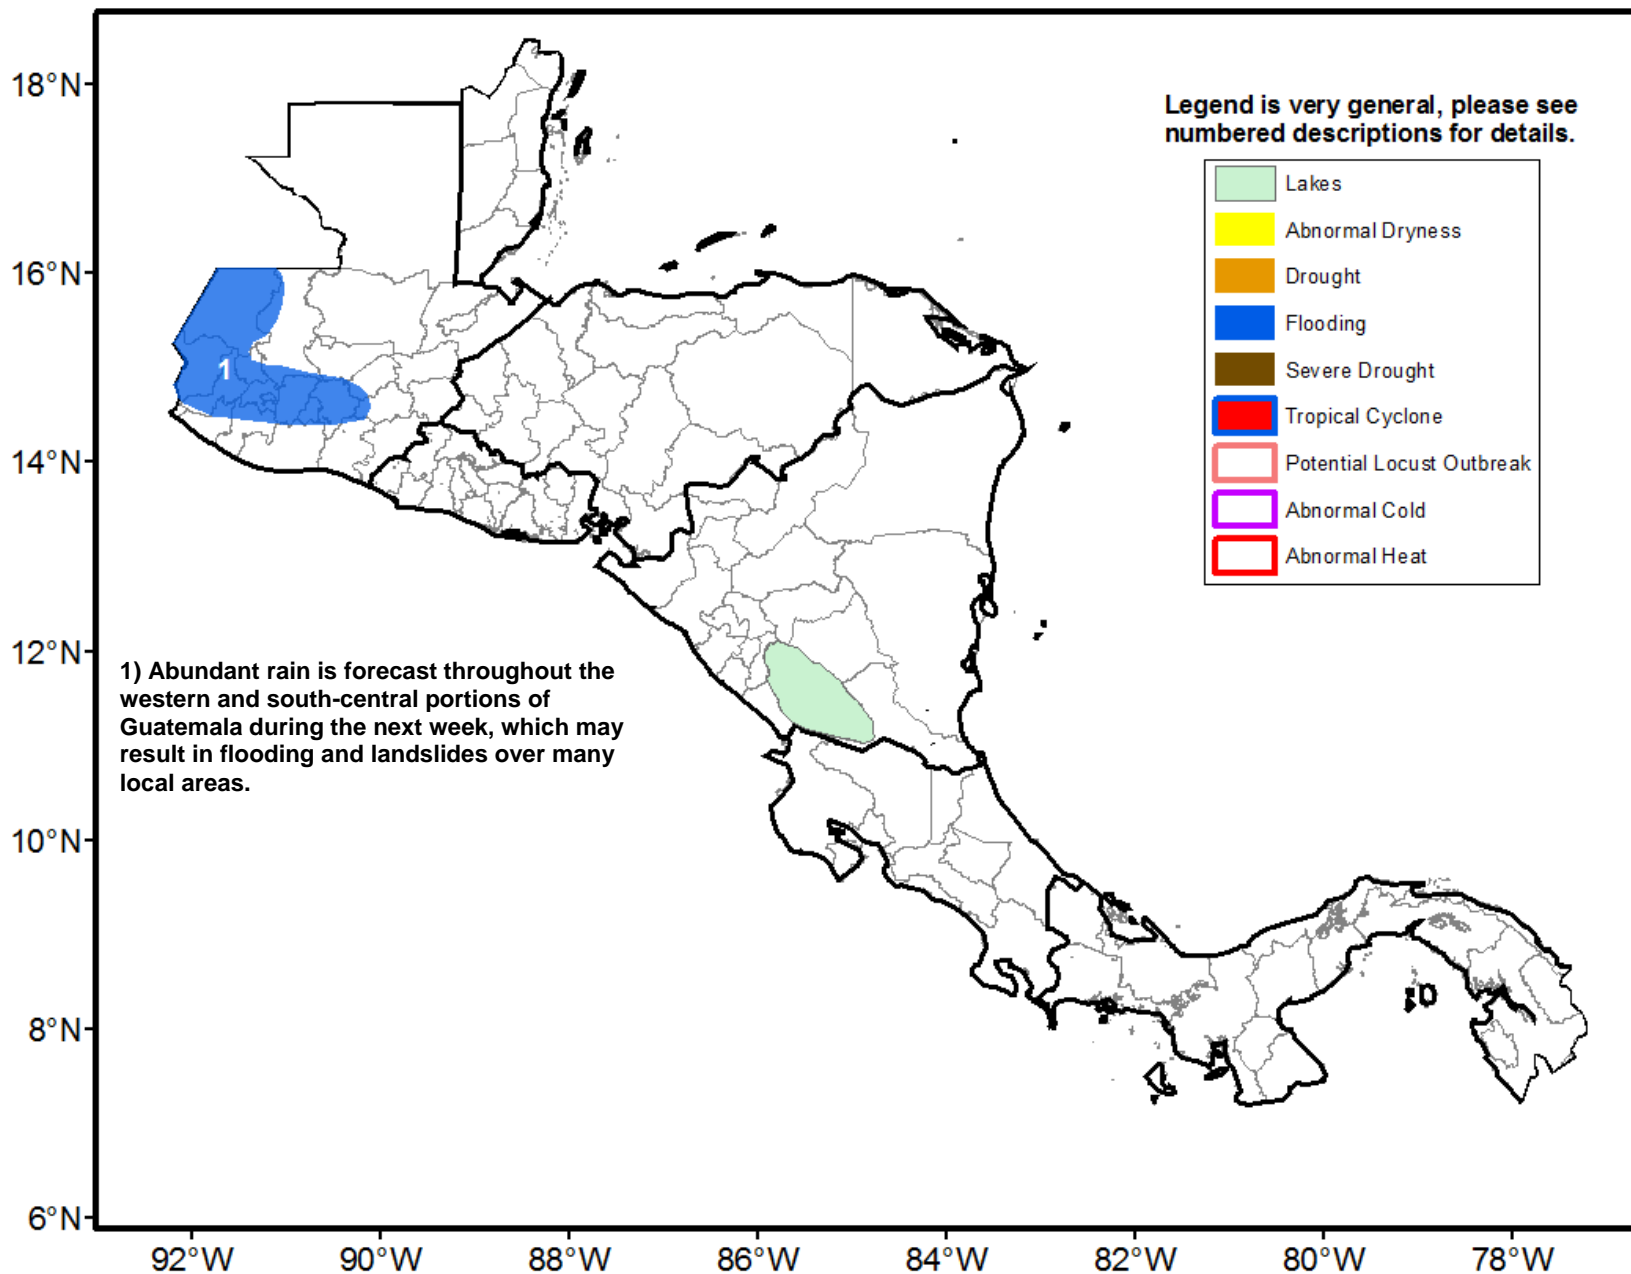 18°N
16°N
14°N
12°N
10°N
8°N
6°N
92°W 90°W 88°W 86°W 84°W 82°W 80°W 78°W
Legend is very general, please see
numbered descriptions for details.
Lakes
Abnormal Dryness
Drought
Flooding
Severe Drought
Tropical Cyclone
Potential Locust Outbreak
Abnormal Cold
Abnormal Heat
1
1) Abundant rain is forecast throughout the
western and south-central portions of
Guatemala during the next week, which may
result in flooding and landslides over many
local areas.